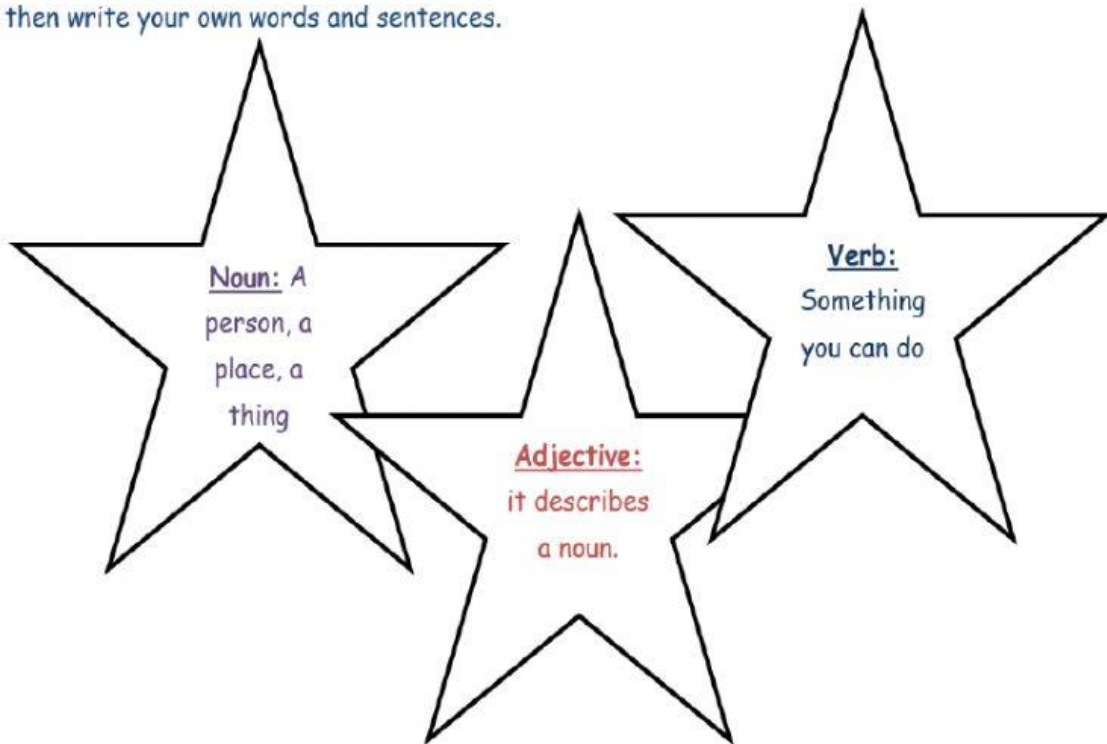 then write your own words and sentences.
Noun: A
person, a
place, a
thing
Adjective:
it describes
a noun.
Verb:
Something
you can do